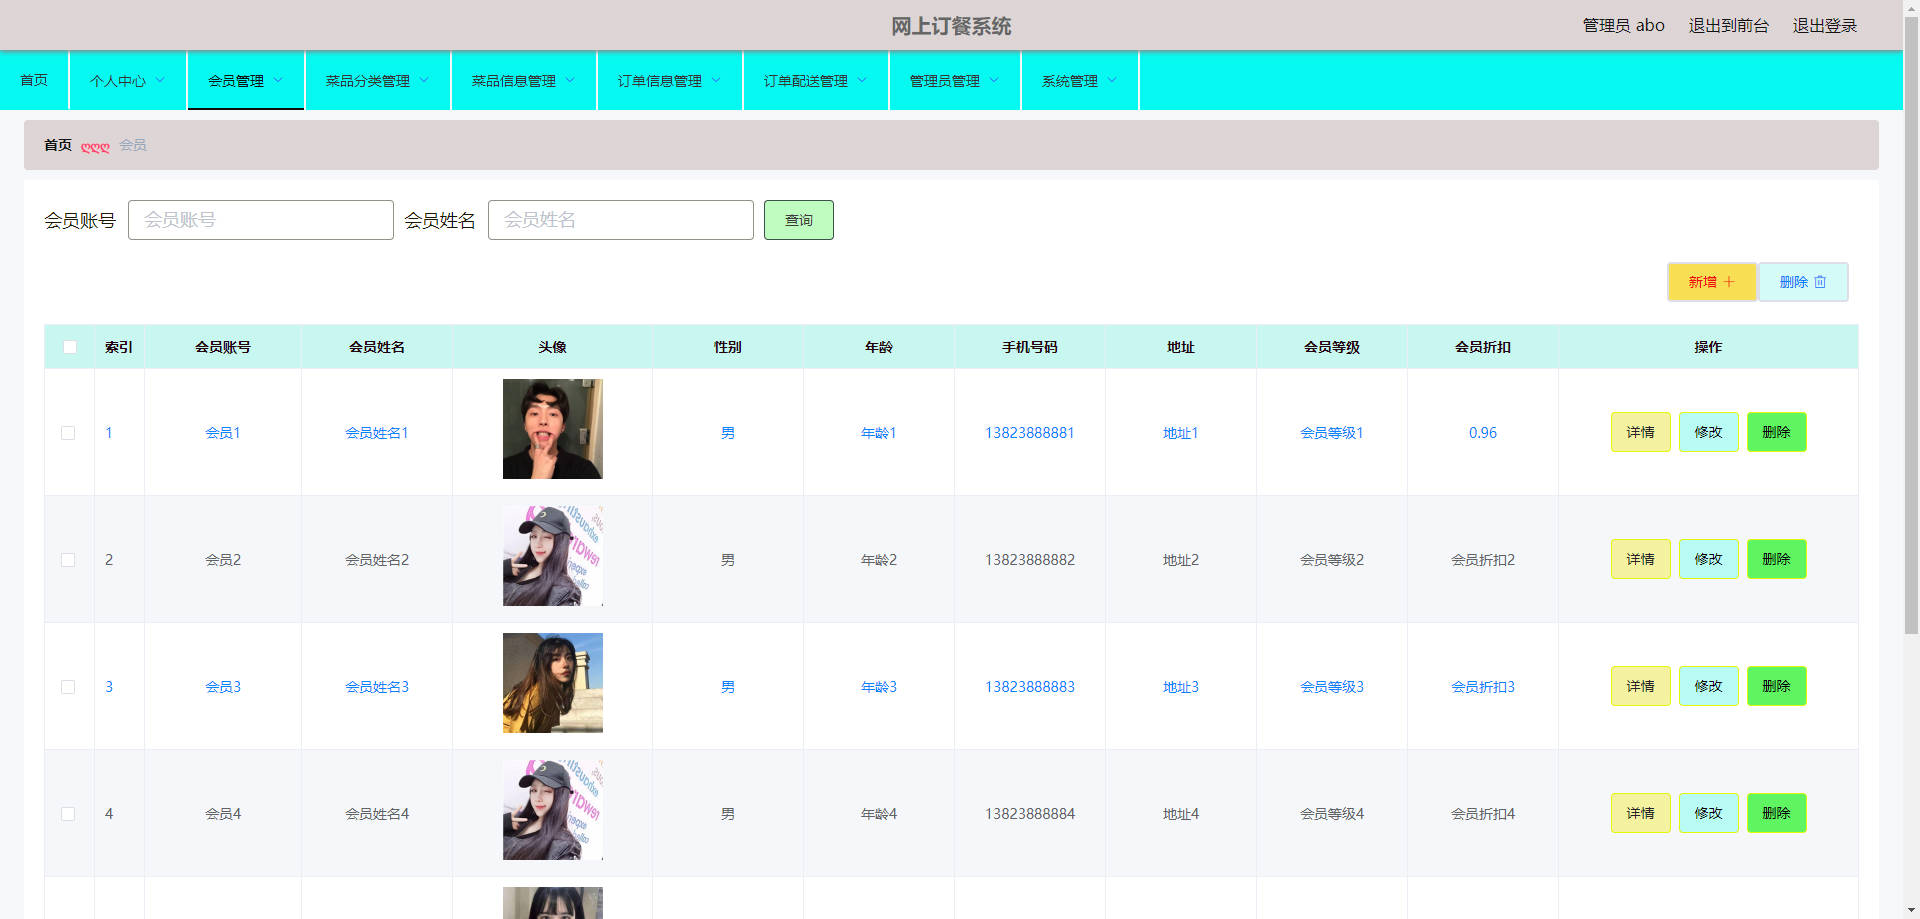 网上订餐系统
管理员 abo 退出到前台 退出登录
首页 个人中心 会员管理 菜品分类管理 菜品信息管理 订单信息管理 订单配送管理 管理员管理 系统管理
首页 ღღღ 会员
会员账号 会员账号 会员姓名 会员姓名 查询
新增 删除
索引 会员账号 会员姓名 头像 性别 年龄 手机号码 地址 会员等级 会员折扣 操作
1 会员1 会员姓名1 男 年龄1 13823888881 地址1 会员等级1 0.96 详情 修改 删除
2 会员2 会员姓名2 男 年龄2 13823888882 地址2 会员等级2 会员折扣2 详情 修改 删除
3 会员3 会员姓名3 男 年龄3 13823888883 地址3 会员等级3 会员折扣3 详情 修改 删除
4 会员4 会员姓名4 男 年龄4 13823888884 地址4 会员等级4 会员折扣4 详情 修改 删除